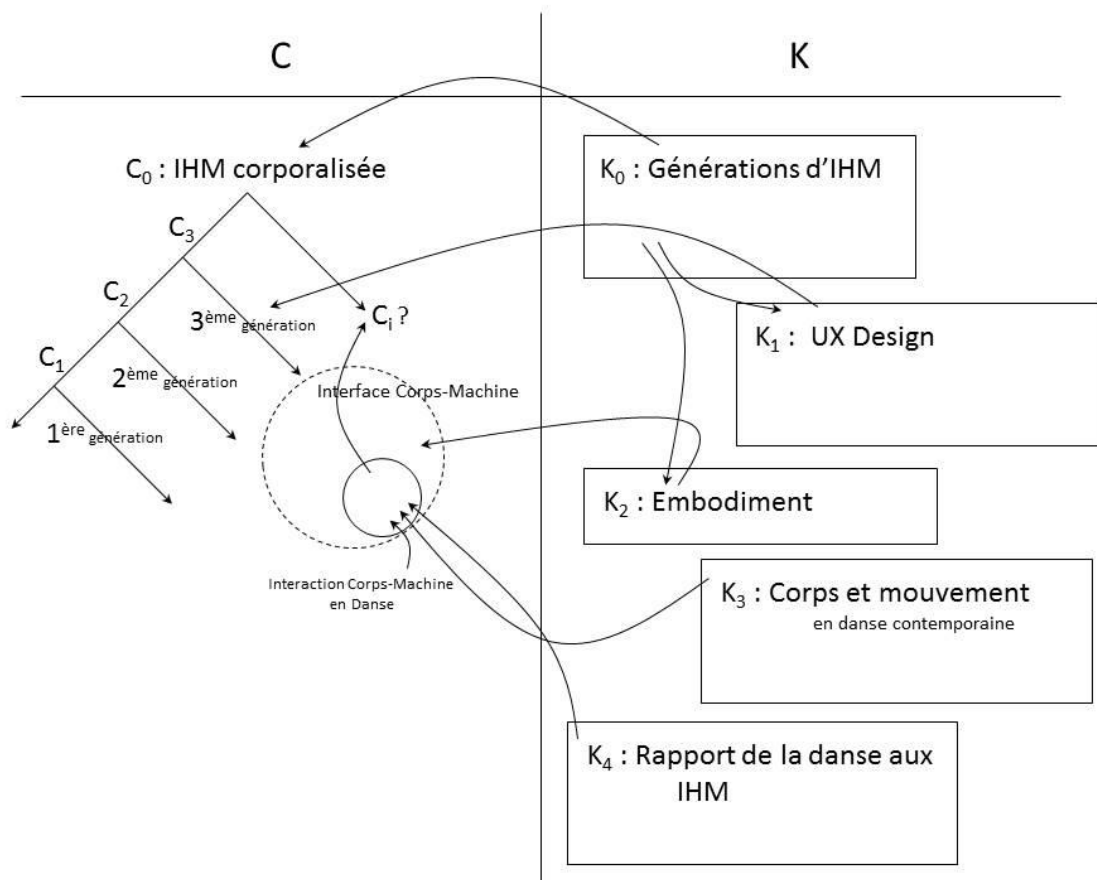 C
K
C₀ : IHM corporalisée
K₀ : Générations d’IHM
C₃
C₂
3ème génération
Cᵢ ?
K₁ : UX Design
C₁
2ème génération
Interface Corps-Machine
1ère génération
K₂ : Embodiment
Interaction Corps-Machine
en Danse
K₃ : Corps et mouvement
en danse contemporaine
K₄ : Rapport de la danse aux
IHM